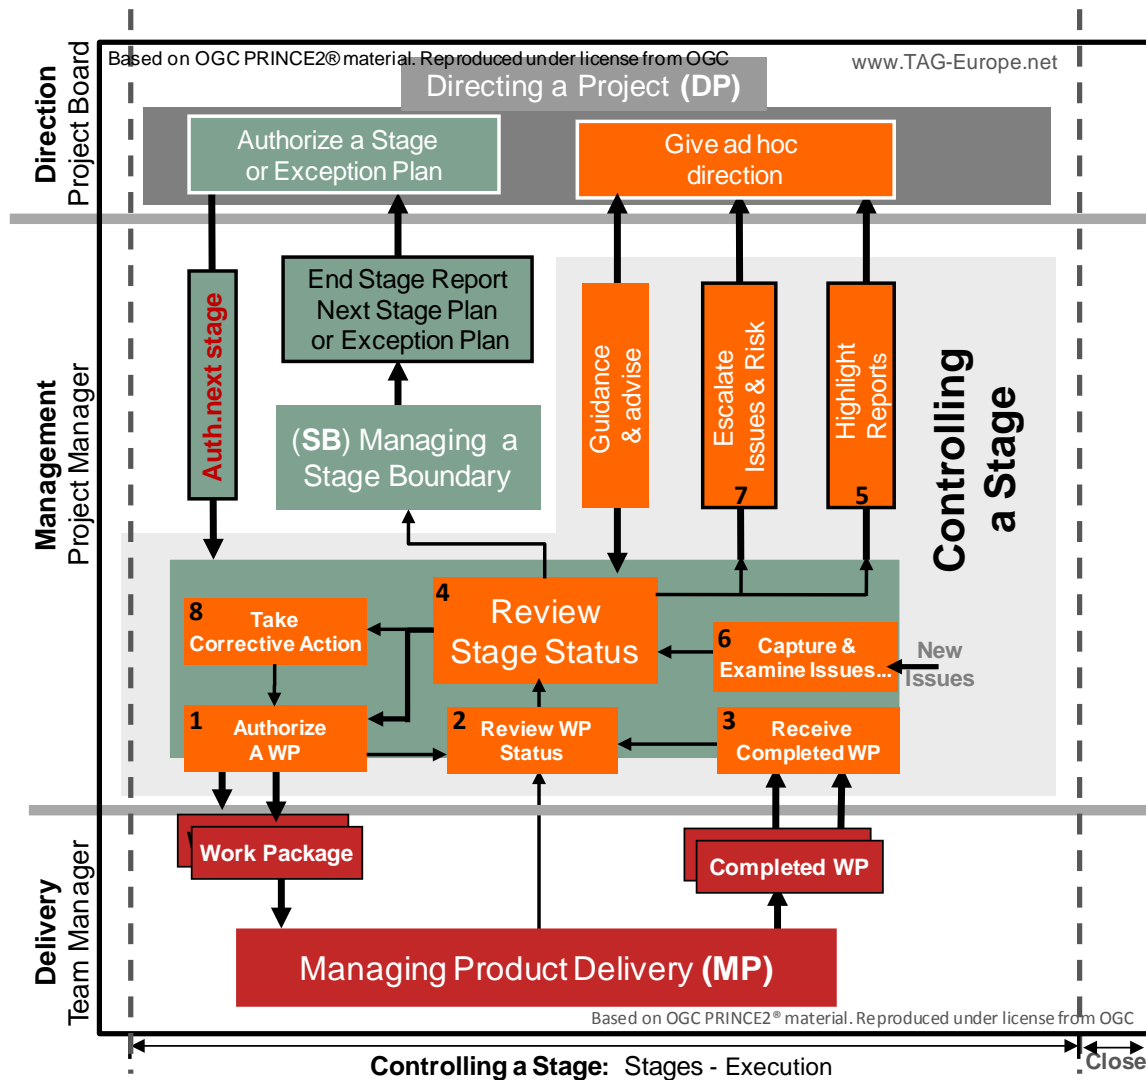 Based on OGC PRINCE2® material. Reproduced under license from OGC
www.TAG-Europe.net
Directing a Project (DP)
Direction
Project Board
Authorize a Stage
or Exception Plan
Give ad hoc
direction
Management
Project Manager
Auth.next stage
End Stage Report
Next Stage Plan
or Exception Plan
(SB) Managing a
Stage Boundary
Guidance
& advise
Escalate
Issues & Risk
7
Highlight
Reports
5
Controlling
a Stage
8
Take
Corrective Action
4
Review
Stage Status
6
Capture &
Examine Issues...
New
Issues
1
Authorize
A WP
2
Review WP
Status
3
Receive
Completed WP
Delivery
Team Manager
Work Package
Completed WP
Managing Product Delivery (MP)
Based on OGC PRINCE2® material. Reproduced under license from OGC
Controlling a Stage: Stages - Execution
Close